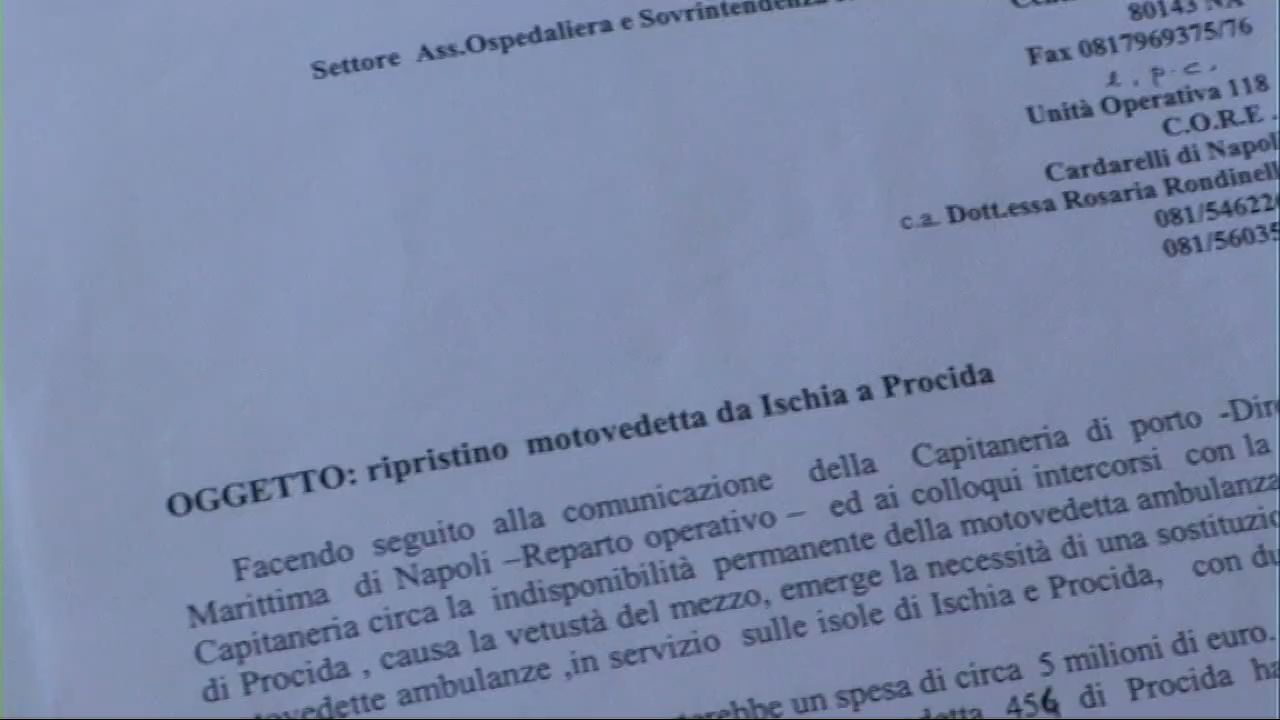 Settore Ass.Ospedaliera e
80143 NA
Fax 0817969375/76
l.p.c.
Unità Operativa 118
C.O.R.E
Cardarelli di
c.a. Dott.essa Rosaria
OGGETTO: ripristino motovedetta da Ischia a Procida
Facendo seguito alla comunicazione della Capitaneria di porto
Marittima di Napoli –Reparto operativo – ed ai colloqui intercorsi con la
Capitaneria circa la indisponibilità permanente della motovedetta ambulanza
di Procida , causa la vetustà del mezzo, emerge la necessità di una
ambulanze ,in servizio sulle isole di Ischia e Procida, con
un spesa di circa 5 milioni di euro.
456 di Procida